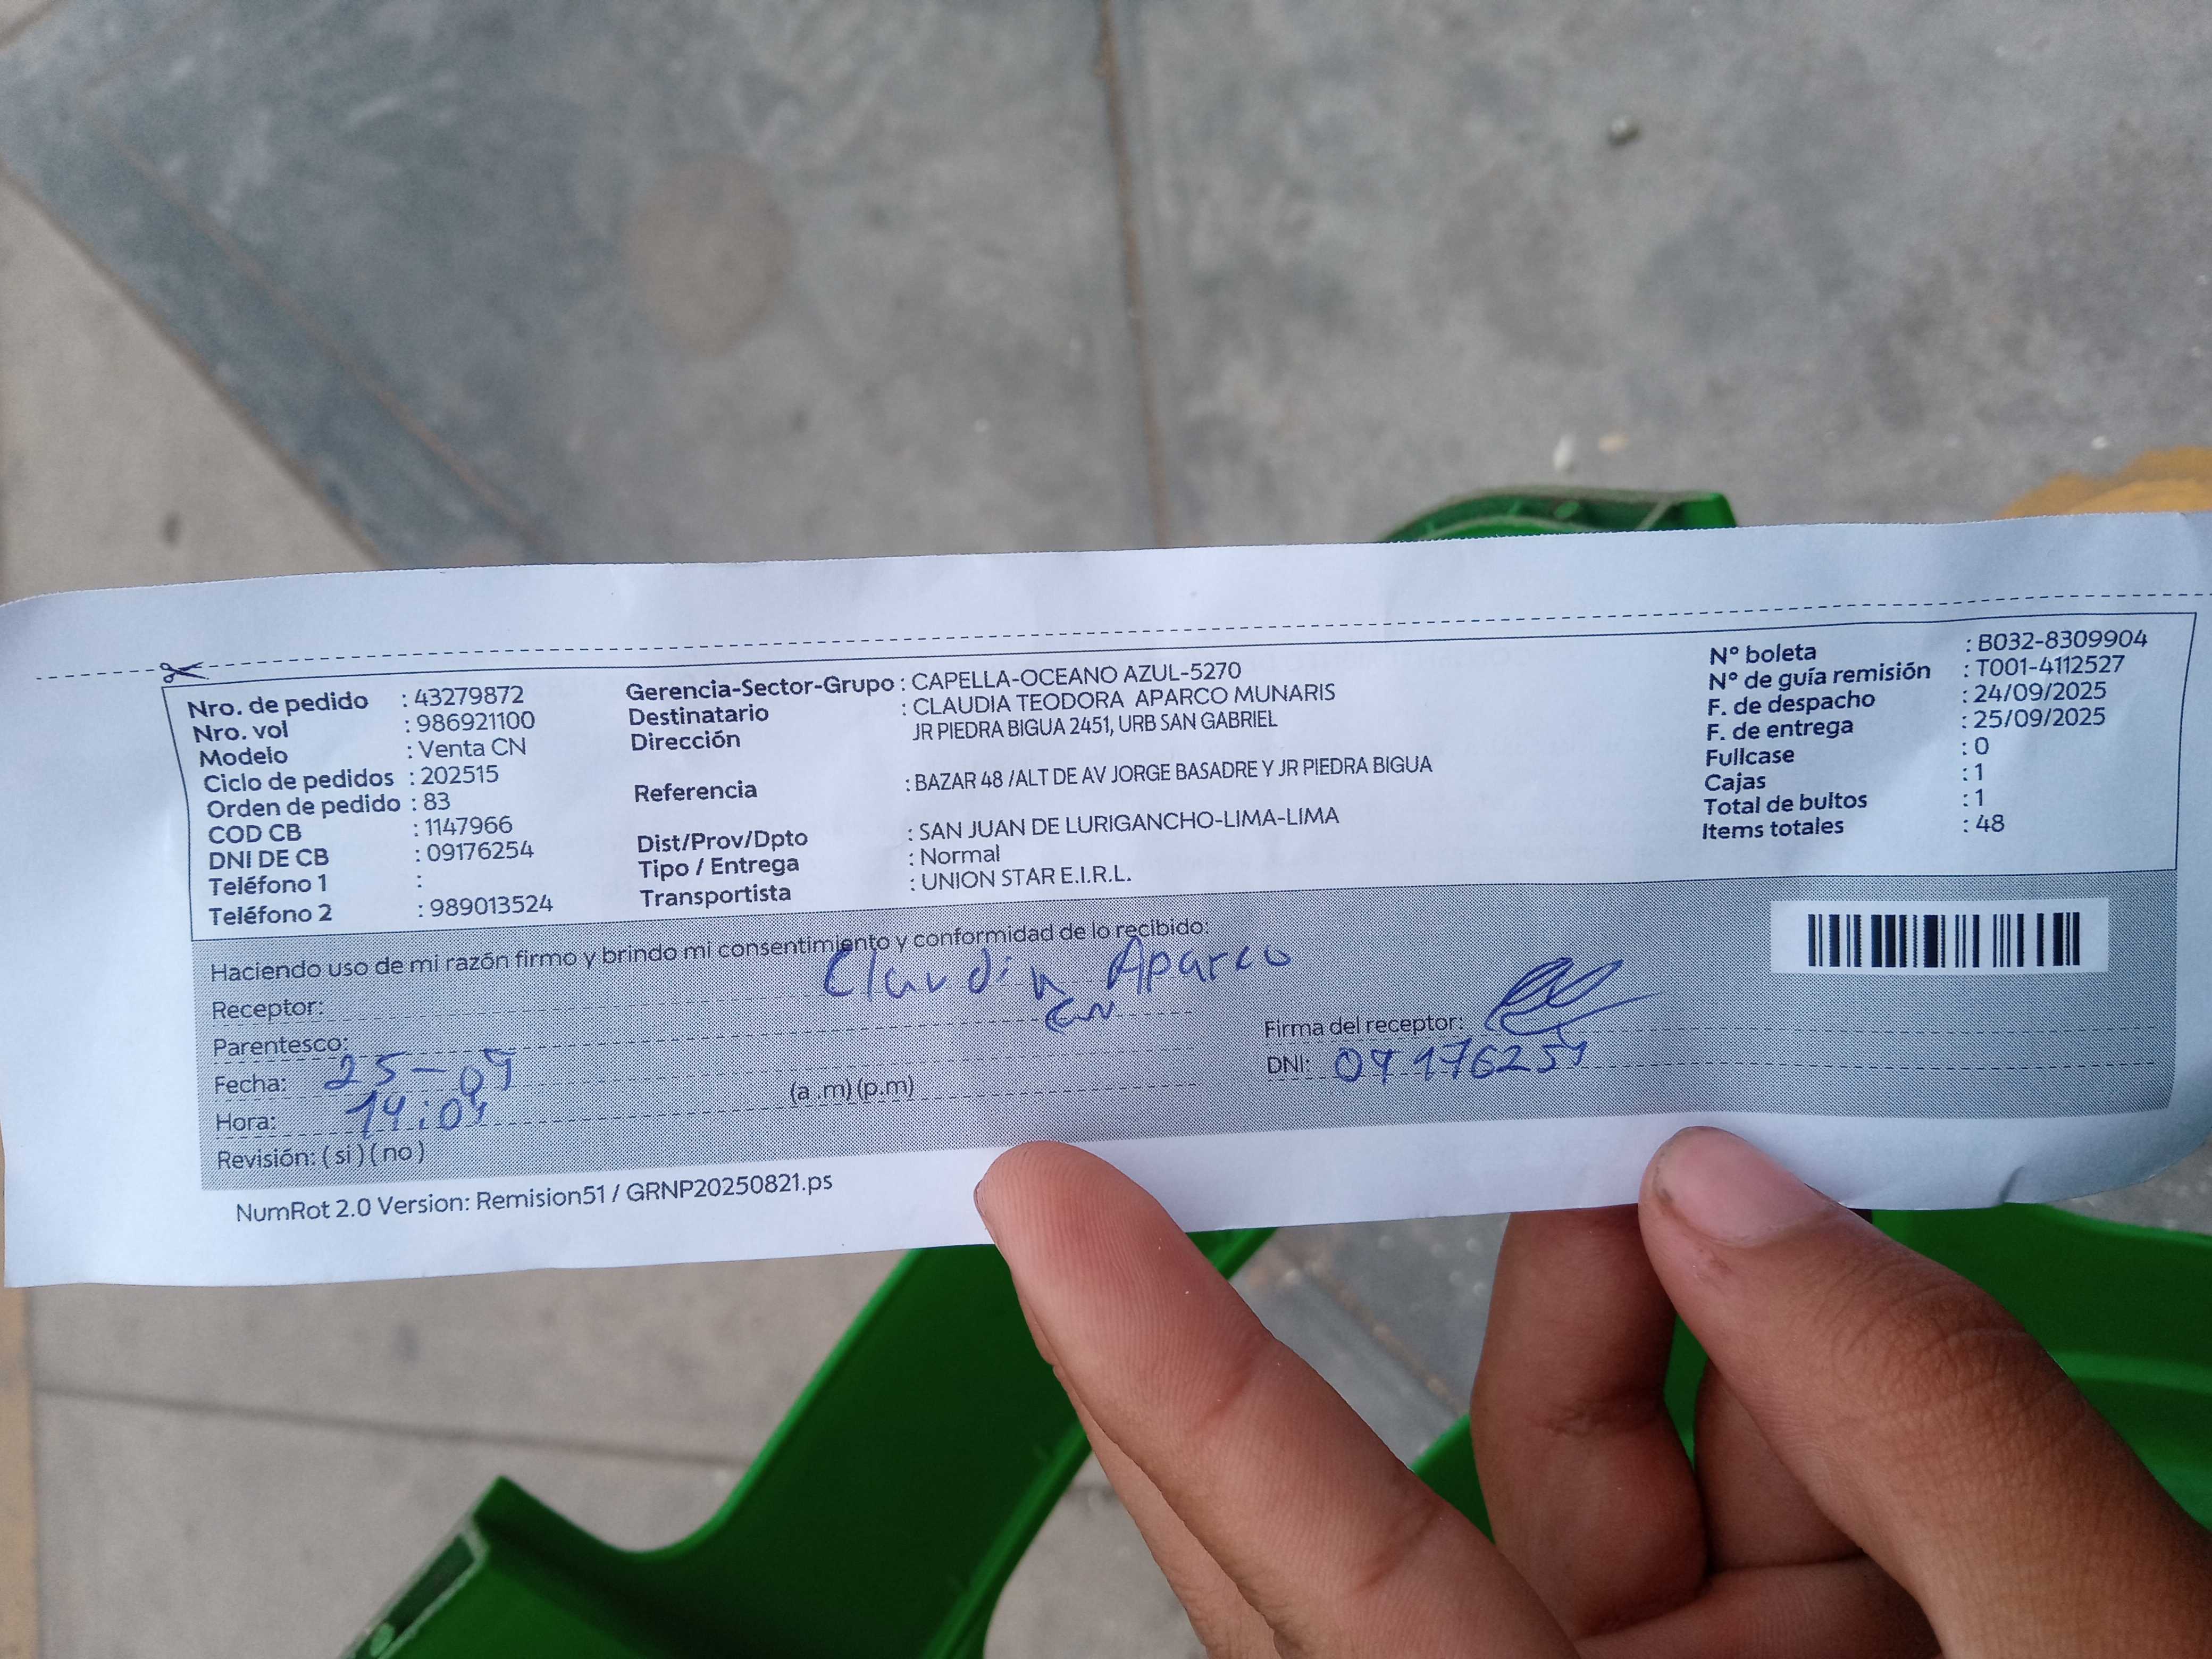 Nro. de pedido : 43279872
Nro. vol : 986921100
Modelo : Venta CN
Ciclo de pedidos : 202515
Orden de pedido : 83
COD CB : 1147966
DNI DE CB : 09176254
Teléfono 1 :
Teléfono 2 : 989013524
Gerencia-Sector-Grupo : CAPELLA-OCEANO AZUL-5270
Destinatario : CLAUDIA TEODORA APARCO MUNARIS
Dirección JR PIEDRA BIGUA 2451, URB SAN GABRIEL
Referencia : BAZAR 48 /ALT DE AV JORGE BASADRE Y JR PIEDRA BIGUA
Dist/Prov/Dpto : SAN JUAN DE LURIGANCHO-LIMA-LIMA
Tipo / Entrega : Normal
Transportista : UNION STAR E.I.R.L.
N° boleta : B032-8309904
N° de guía remisión : T001-4112527
F. de despacho : 24/09/2025
F. de entrega : 25/09/2025
Fullcase : 0
Cajas : 1
Total de bultos : 1
Items totales : 48
Haciendo uso de mi razón firmo y brindo mi consentimiento y conformidad de lo recibido:
Receptor: Claudia Aparco
Parentesco: CN
Fecha: 25-09
Hora: 14:04 (a .m) (p.m)
Revisión: ( si ) ( no )
Firma del receptor:
DNI: 09176254
NumRot 2.0 Version: Remision51 / GRNP20250821.ps